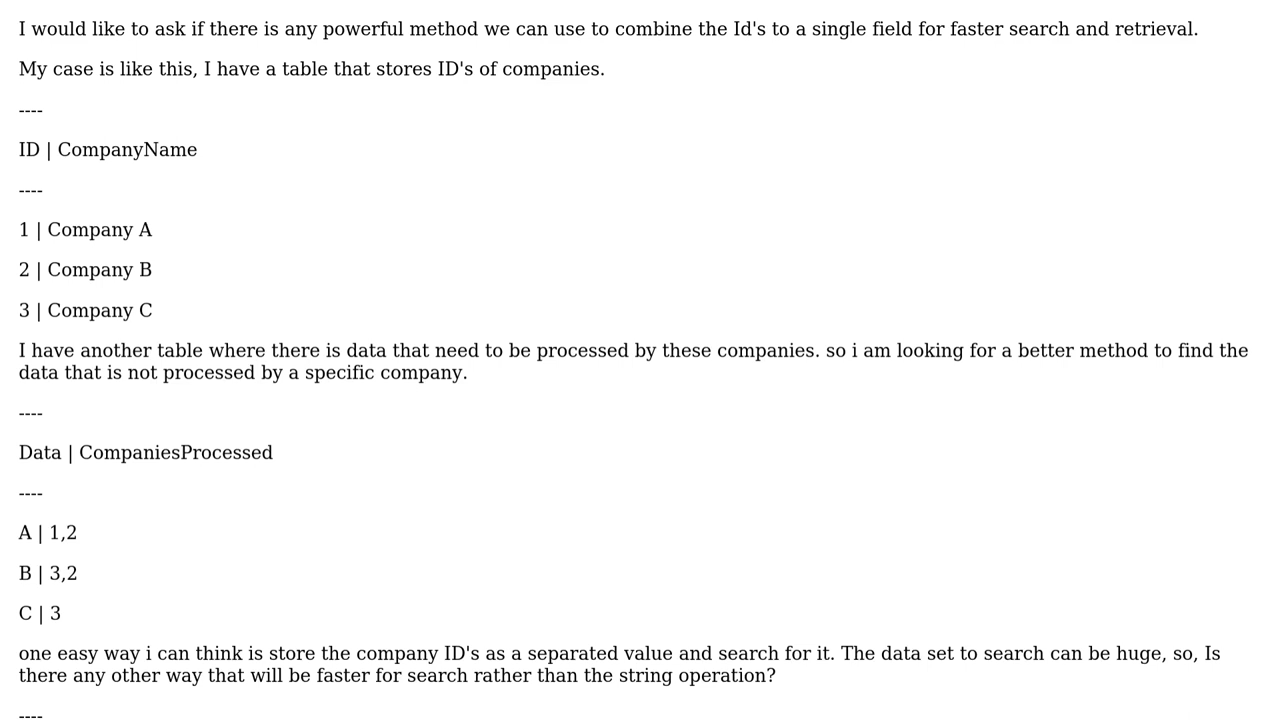 I would like to ask if there is any powerful method we can use to combine the Id's to a single field for faster search and retrieval.
My case is like this, I have a table that stores ID's of companies.
----
ID | CompanyName
----
1 | Company A
2 | Company B
3 | Company C
I have another table where there is data that need to be processed by these companies. so i am looking for a better method to find the
data that is not processed by a specific company.
----
Data | CompaniesProcessed
----
A | 1,2
B | 3,2
C | 3
one easy way i can think is store the company ID's as a separated value and search for it. The data set to search can be huge, so, Is
there any other way that will be faster for search rather than the string operation?
----